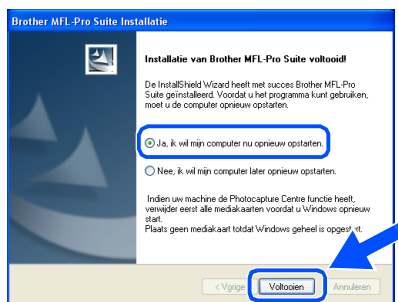 Brother MFL-Pro Suite Installatie
Installatie van Brother MFL-Pro Suite voltooid!
De InstallShield Wizard heeft met succes Brother MFL-Pro
Suite geïnstalleerd. Voordat u het programma kunt gebruiken,
moet u de computer opnieuw opstarten.
Ja, ik wil mijn computer nu opnieuw opstarten.
Nee, ik wil mijn computer later opnieuw opstarten.
Indien uw machine de Photocapture Centre functie heeft,
verwijder eerst alle mediakaarten voordat u Windows opnieuw
start.
Plaats geen mediakaart totdat Windows geheel is opgestart.
< Vorige Voltooien Annuleren